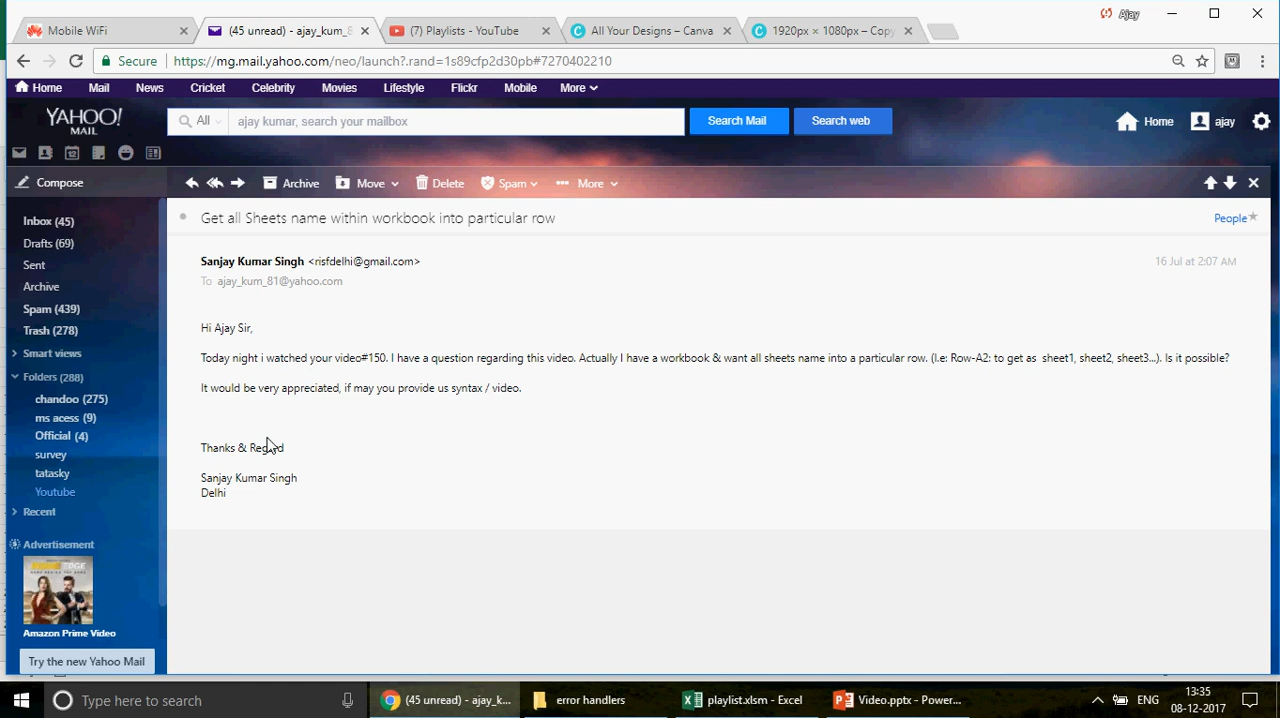 Ajay
Mobile WiFi
(45 unread) - ajay_kum_8
(7) Playlists - YouTube
All Your Designs – Canva
1920px × 1080px – Copy
Secure
https://mg.mail.yahoo.com/neo/launch?.rand=1s89cfp2d30pb#7270402210
Home Mail News Cricket Celebrity Movies Lifestyle Flickr Mobile More
YAHOO!
MAIL
All
ajay kumar, search your mailbox
Search Mail
Search web
Home
ajay
Compose
Archive Move Delete Spam More
Inbox (45)
Drafts (69)
Sent
Archive
Spam (439)
Trash (278)
Smart views
Folders (288)
chandoo (275)
ms acess (9)
Official (4)
survey
tatasky
Youtube
Recent
Advertisement
Amazon Prime Video
Try the new Yahoo Mail
Get all Sheets name within workbook into particular row
People
Sanjay Kumar Singh <risfdelhi@gmail.com>
16 Jul at 2:07 AM
To ajay_kum_81@yahoo.com
Hi Ajay Sir,
Today night i watched your video#150. I have a question regarding this video. Actually I have a workbook & want all sheets name into a particular row. (I.e: Row-A2: to get as sheet1, sheet2, sheet3...). Is it possible?
It would be very appreciated, if may you provide us syntax / video.
Thanks & Regard
Sanjay Kumar Singh
Delhi
Type here to search
(45 unread) - ajay_k...
error handlers
playlist.xlsm - Excel
Video.pptx - Power...
ENG
13:35
08-12-2017